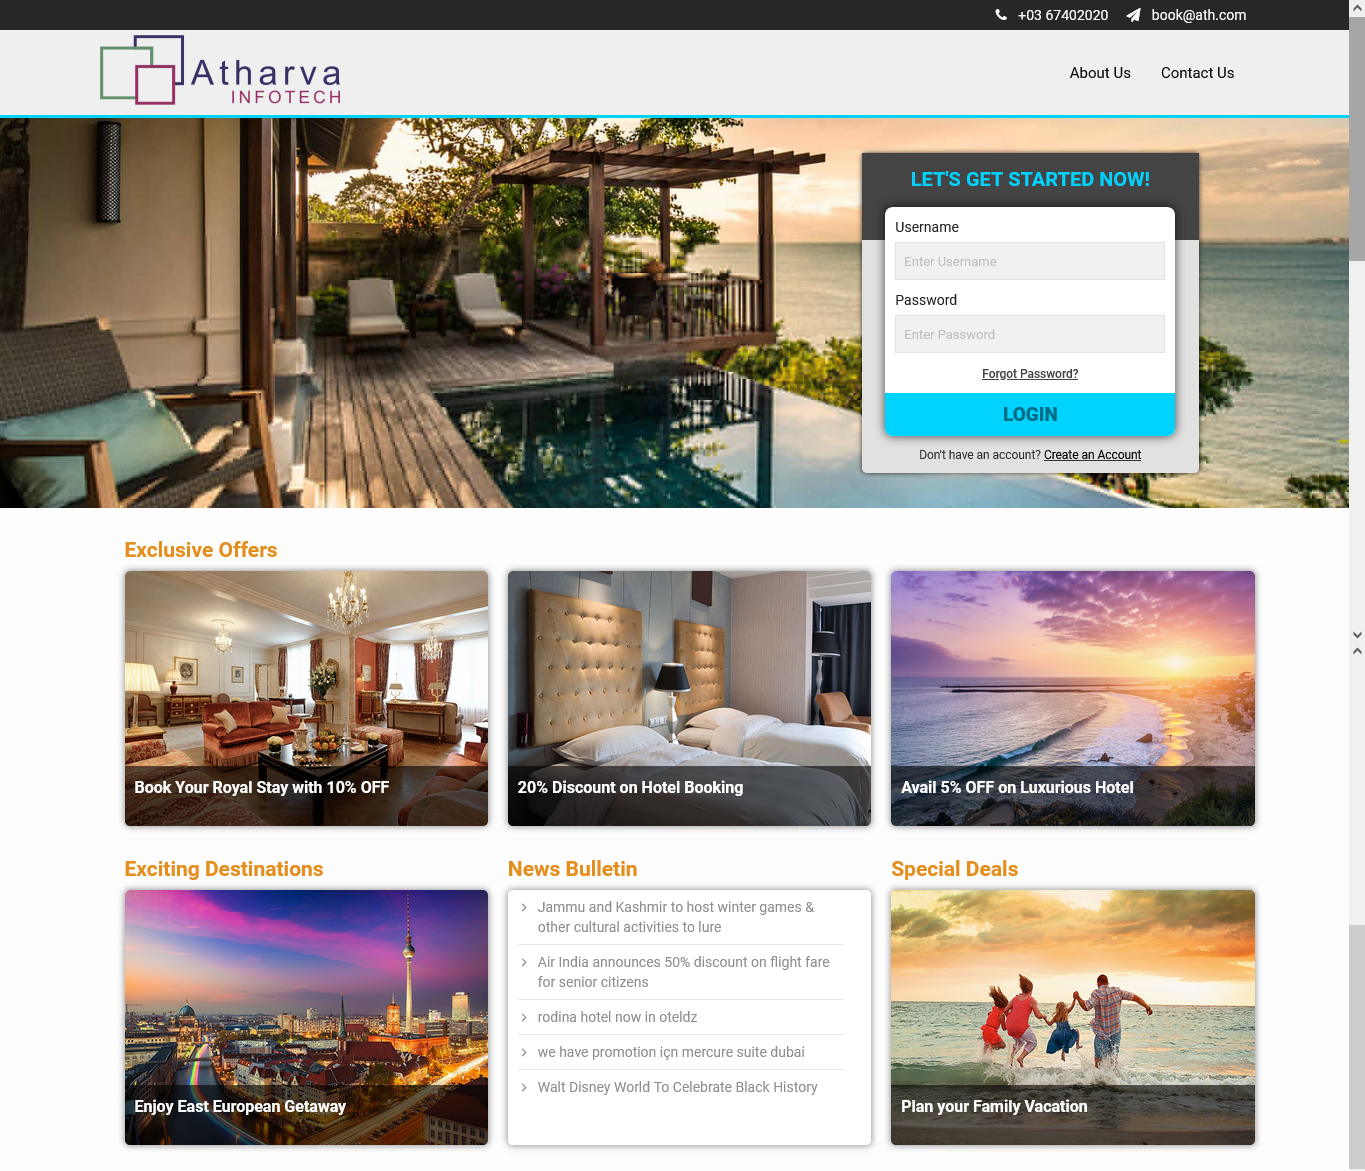 +03 67402020 book@ath.com
Atharva
INFOTECH
About Us Contact Us
LET'S GET STARTED NOW!
Username
Enter Username
Password
Enter Password
Forgot Password?
LOGIN
Don't have an account? Create an Account
Exclusive Offers
Book Your Royal Stay with 10% OFF
20% Discount on Hotel Booking
Avail 5% OFF on Luxurious Hotel
Exciting Destinations
Enjoy East European Getaway
News Bulletin
Jammu and Kashmir to host winter games &
other cultural activities to lure
Air India announces 50% discount on flight fare
for senior citizens
rodina hotel now in oteldz
we have promotion içn mercure suite dubai
Walt Disney World To Celebrate Black History
Special Deals
Plan your Family Vacation